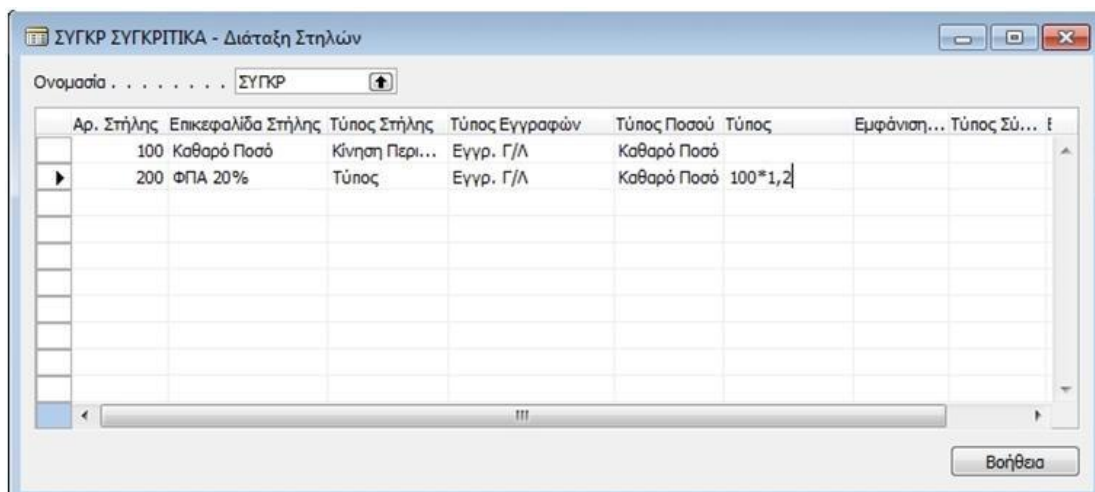 ΣΥΓΚΡ ΣΥΓΚΡΙΤΙΚΑ - Διάταξη Στηλών
Ονομασία . . . . . . . . ΣΥΓΚΡ
Αρ. Στήλης Επικεφαλίδα Στήλης Τύπος Στήλης Τύπος Εγγραφών Τύπος Ποσού Τύπος Εμφάνιση... Τύπος Σύ... Ε
100 Καθαρό Ποσό Κίνηση Περι... Εγγρ. Γ/Λ Καθαρό Ποσό
200 ΦΠΑ 20% Τύπος Εγγρ. Γ/Λ Καθαρό Ποσό 100*1,2
Βοήθεια